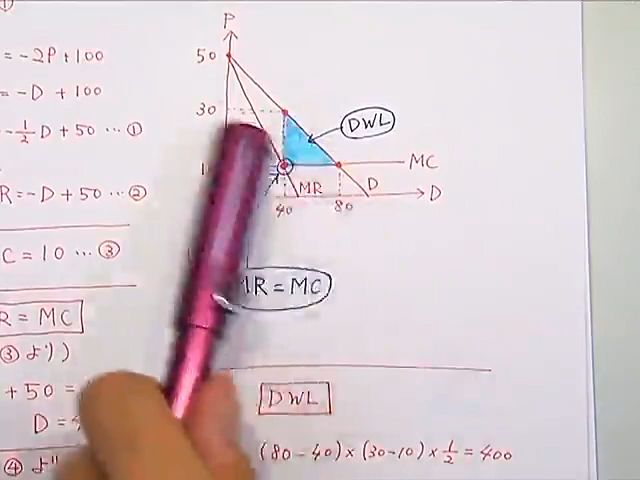 ①
= -2P + 100
= -D + 100
-1/2 D + 50 … ①
R = -D + 50 … ②
C = 10 … ③
R = MC
③ より)
+ 50 =
D =
④ よ
P
50
30
DWL
MC
MR
D
D
40
80
MR = MC
DWL
(80 - 40) × (30 - 10) × 1/2 = 400